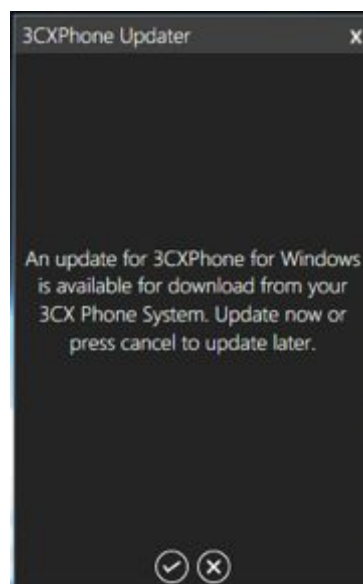 3CXPhone Updater x
An update for 3CXPhone for Windows
is available for download from your
3CX Phone System. Update now or
press cancel to update later.